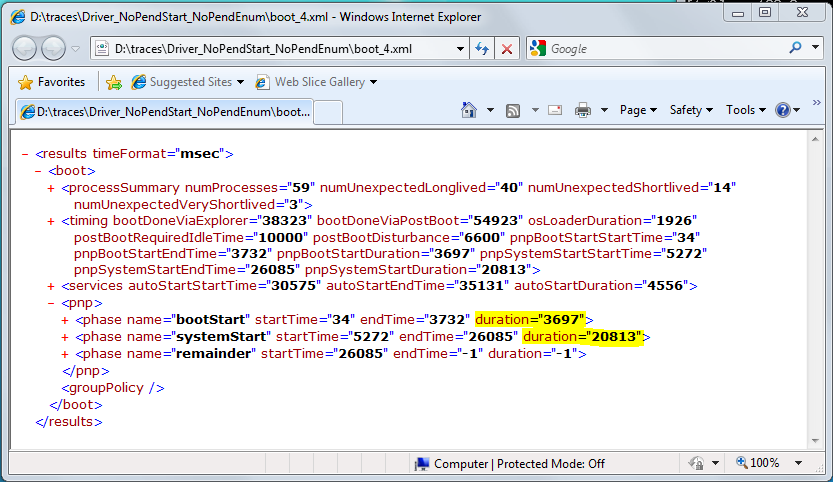 D:\traces\Driver_NoPendStart_NoPendEnum\boot_4.xml - Windows Internet Explorer
D:\traces\Driver_NoPendStart_NoPendEnum\boot_4.xml
Google
Favorites
Suggested Sites
Web Slice Gallery
D:\traces\Driver_NoPendStart_NoPendEnum\boot...
Page
Safety
Tools
»
- <results timeFormat="msec">
- <boot>
+ <processSummary numProcesses="59" numUnexpectedLonglived="40" numUnexpectedShortlived="14"
numUnexpectedVeryShortlived="3">
+ <timing bootDoneViaExplorer="38323" bootDoneViaPostBoot="54923" osLoaderDuration="1926"
postBootRequiredIdleTime="10000" postBootDisturbance="6600" pnpBootStartStartTime="34"
pnpBootStartEndTime="3732" pnpBootStartDuration="3697" pnpSystemStartStartTime="5272"
pnpSystemStartEndTime="26085" pnpSystemStartDuration="20813">
+ <services autoStartStartTime="30575" autoStartEndTime="35131" autoStartDuration="4556">
- <pnp>
+ <phase name="bootStart" startTime="34" endTime="3732" duration="3697">
+ <phase name="systemStart" startTime="5272" endTime="26085" duration="20813">
+ <phase name="remainder" startTime="26085" endTime="-1" duration="-1">
</pnp>
<groupPolicy />
</boot>
</results>
Computer | Protected Mode: Off
100%